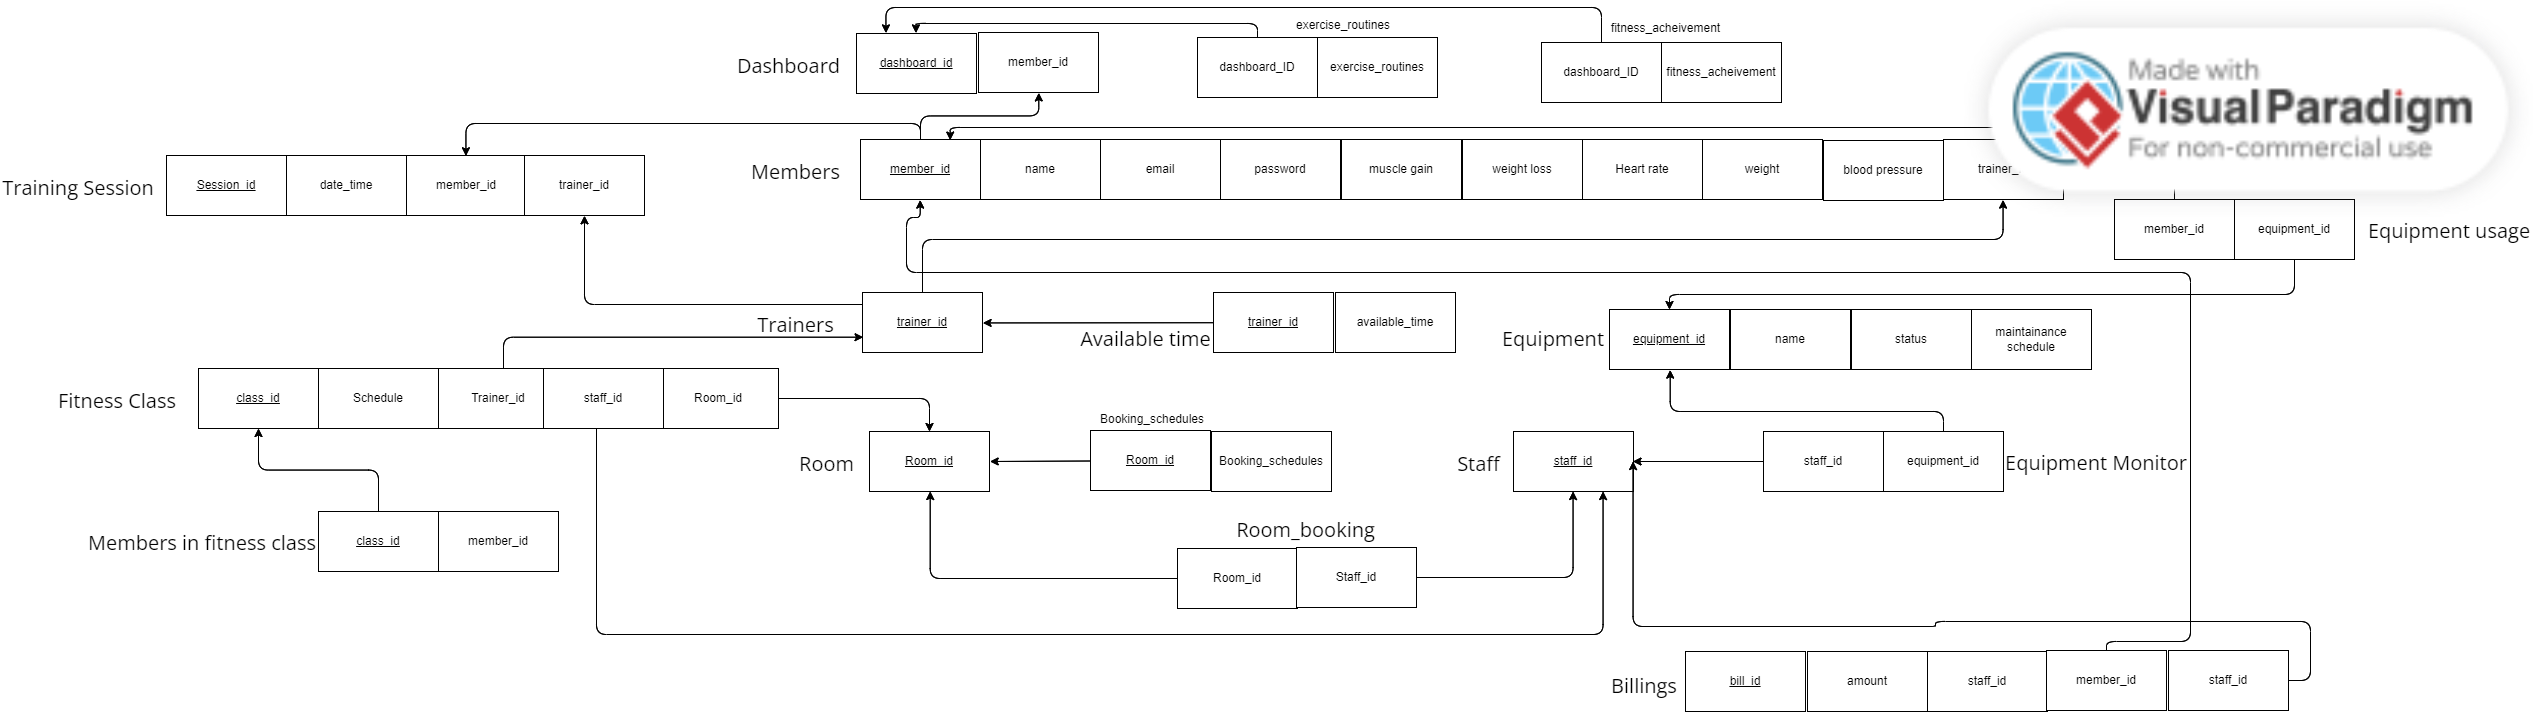 exercise_routines
fitness_acheivement
Dashboard
dashboard_id member_id
dashboard_ID exercise_routines
dashboard_ID fitness_acheivement
Made with
Visual Paradigm
For non-commercial use
Training Session
Session_id date_time member_id trainer_id
Members
member_id name email password muscle gain weight loss Heart rate weight blood pressure trainer_
member_id equipment_id
Equipment usage
Trainers
trainer_id
Available time
trainer_id available_time
Equipment
equipment_id name status maintainance
schedule
Fitness Class
class_id Schedule Trainer_id staff_id Room_id
Booking_schedules
Room
Room_id
Room_id Booking_schedules
Staff
staff_id
staff_id equipment_id
Equipment Monitor
Members in fitness class
class_id member_id
Room_booking
Room_id Staff_id
Billings
bill_id amount staff_id member_id staff_id